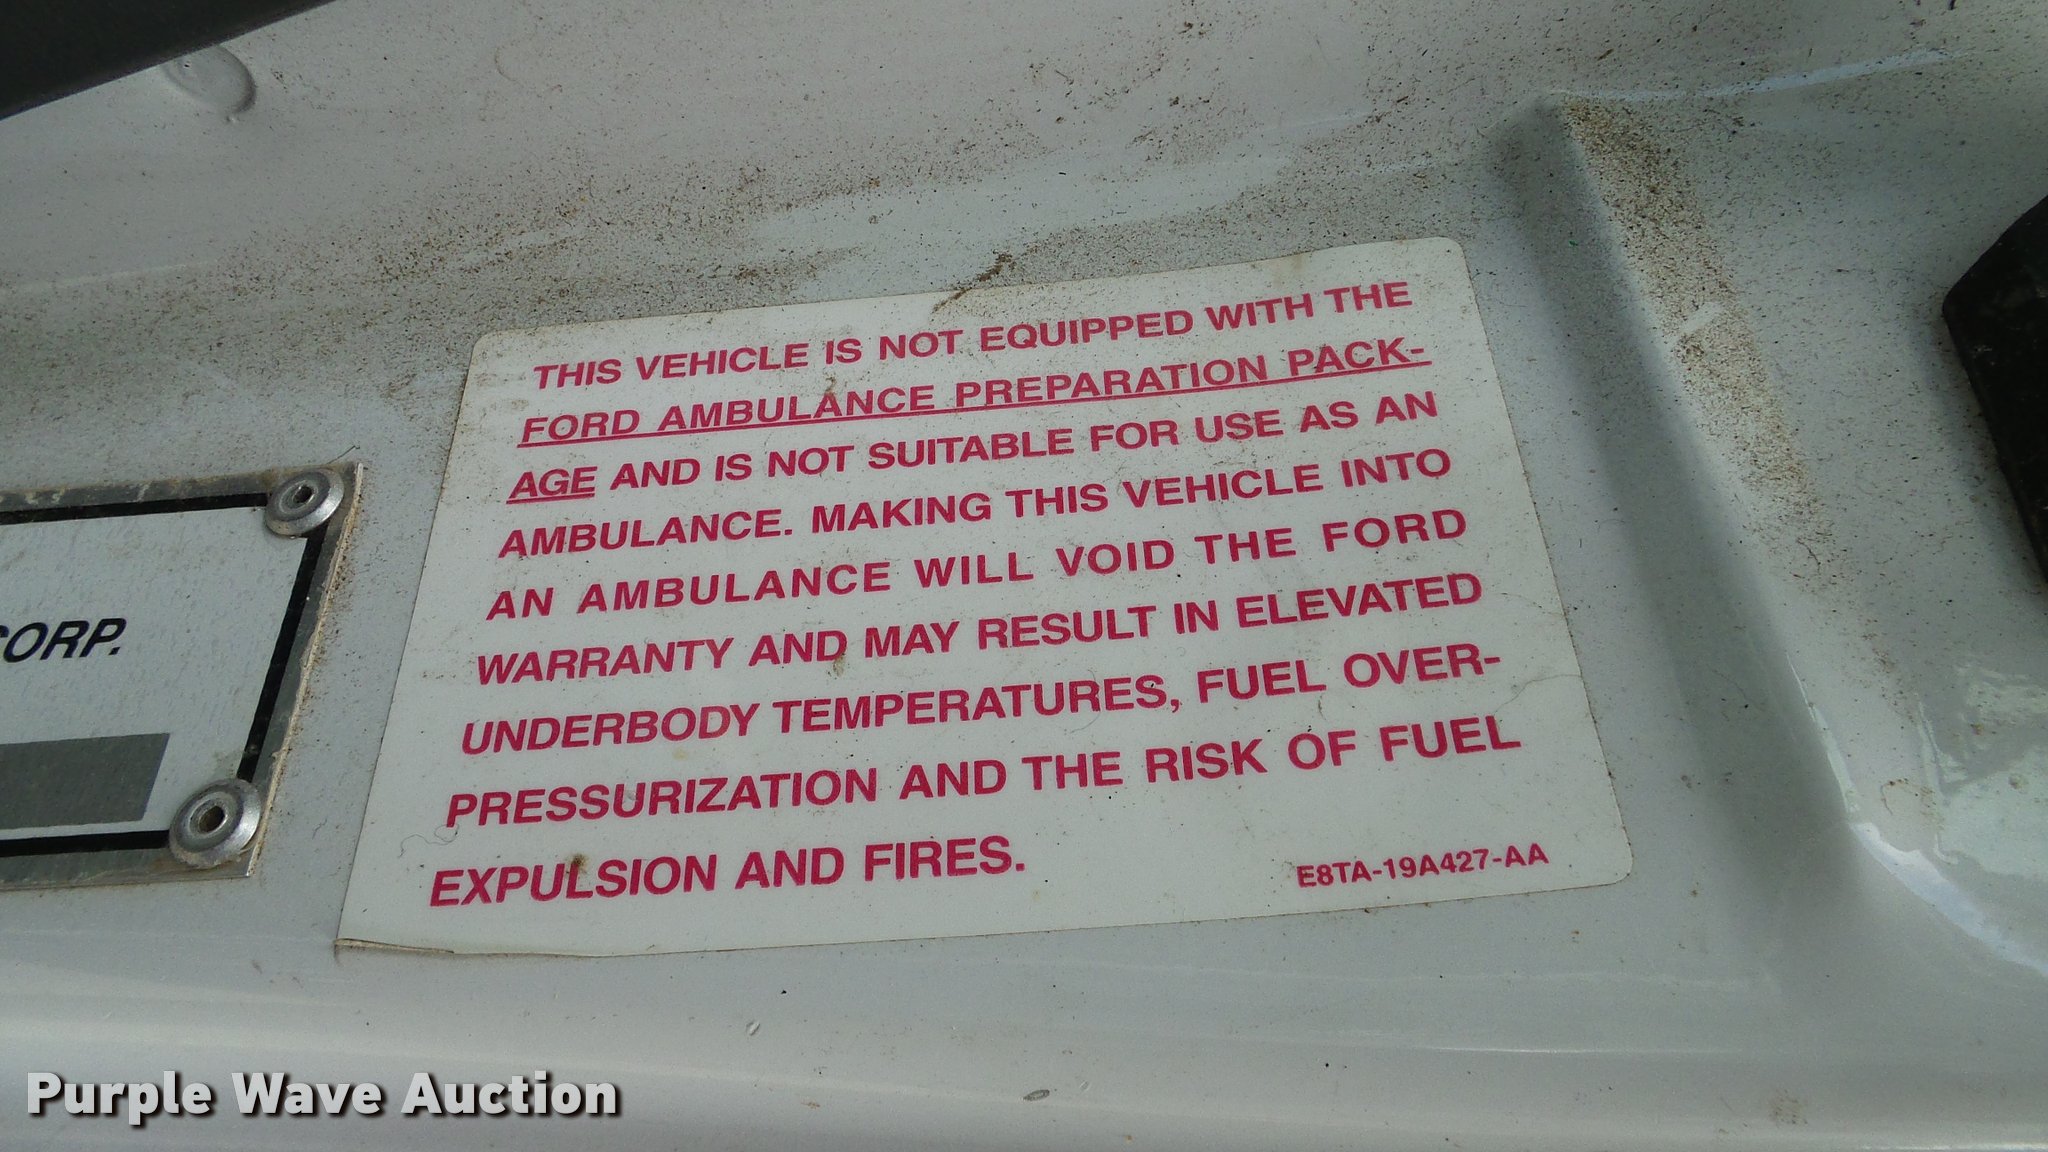 THIS VEHICLE IS NOT EQUIPPED WITH THE
FORD AMBULANCE PREPARATION PACK-
AGE AND IS NOT SUITABLE FOR USE AS AN
AMBULANCE. MAKING THIS VEHICLE INTO
AN AMBULANCE WILL VOID THE FORD
WARRANTY AND MAY RESULT IN ELEVATED
UNDERBODY TEMPERATURES, FUEL OVER-
PRESSURIZATION AND THE RISK OF FUEL
EXPULSION AND FIRES.
E8TA-19A427-AA
CORP.
Purple Wave Auction